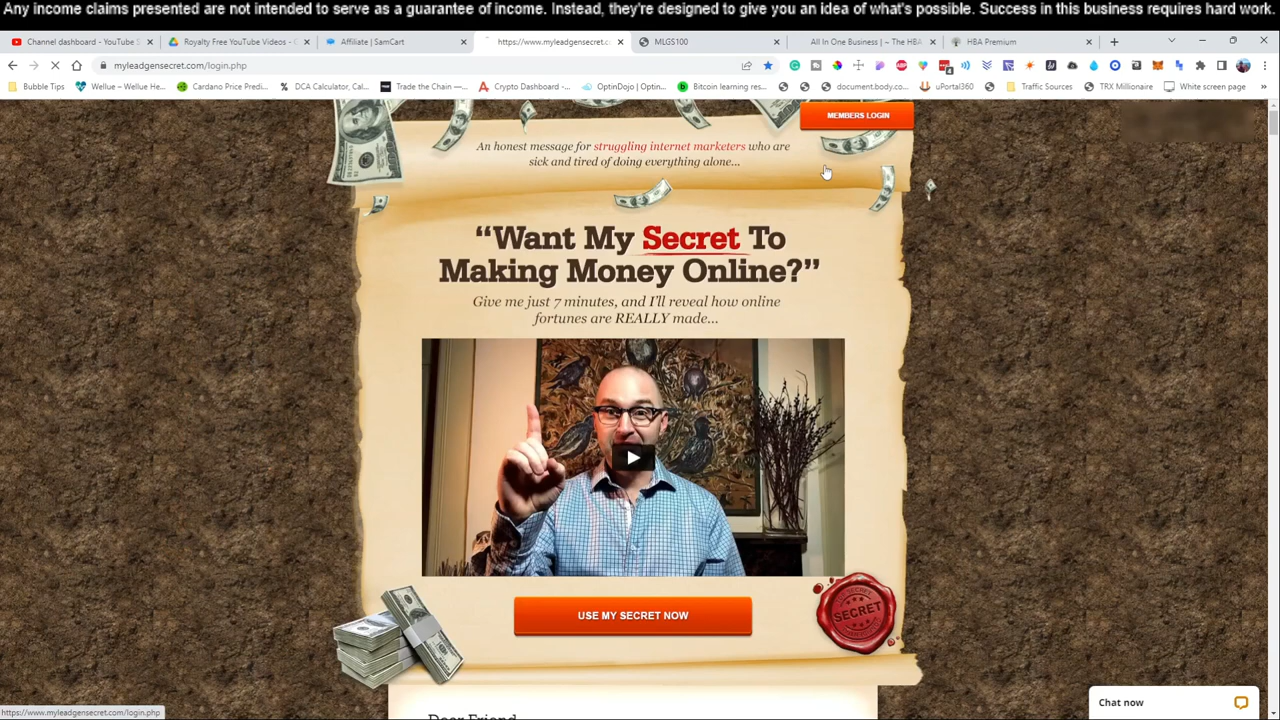 Any income claims presented are not intended to serve as a guarantee of income. Instead, they're designed to give you an idea of what's possible. Success in this business requires hard work.
Channel dashboard - YouTube S
Royalty Free YouTube Videos - G
Affiliate | SamCart
https://www.myleadgensecret.co
MLGS100
All In One Business | ~ The HBA
HBA Premium
myleadgensecret.com/login.php
Bubble Tips
Wellue – Wellue He...
Cardano Price Predi...
DCA Calculator, Cal...
Trade the Chain —...
Crypto Dashboard -...
OptinDojo | Optin...
Bitcoin learning res...
document.body.co...
uPortal360
Traffic Sources
TRX Millionaire
White screen page
MEMBERS LOGIN
An honest message for struggling internet marketers who are
sick and tired of doing everything alone...
“Want My Secret To
Making Money Online?”
Give me just 7 minutes, and I'll reveal how online
fortunes are REALLY made...
USE MY SECRET NOW
SECRET
Dear Friend
Chat now
https://www.myleadgensecret.com/login.php